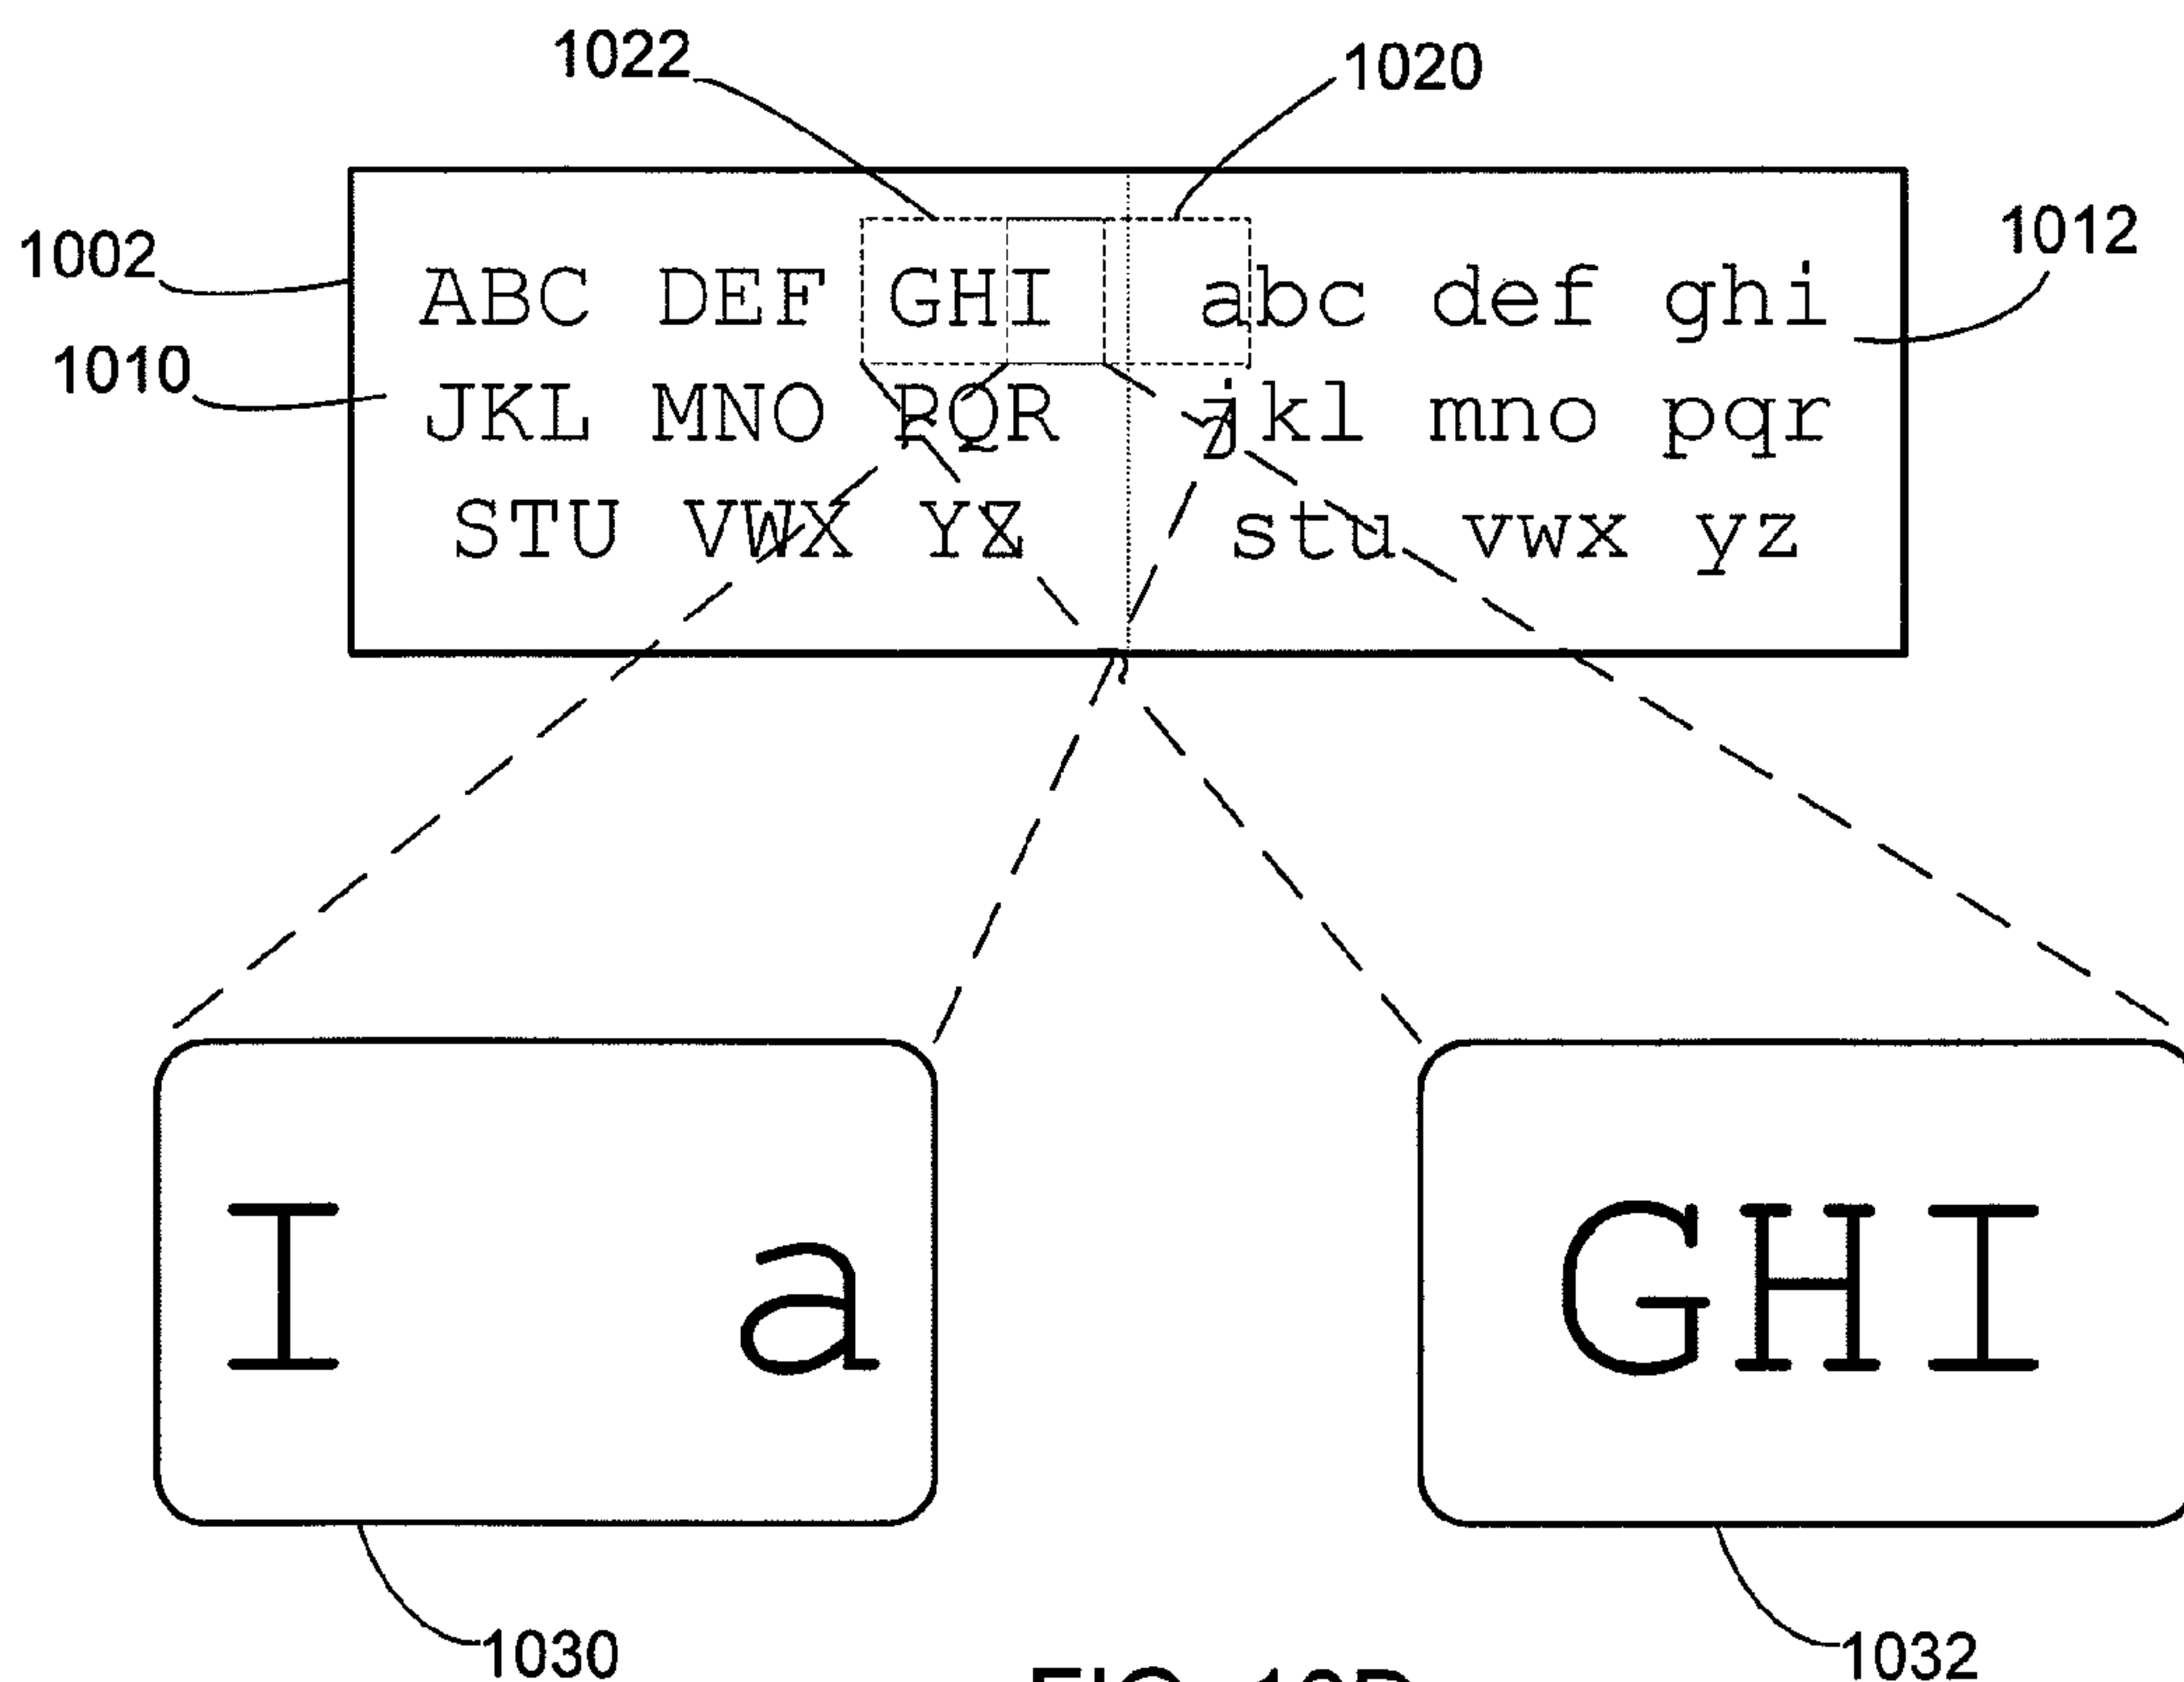 1022
1020
1002
1012
1010
ABC DEF GHI abc def ghi
JKL MNO PQR jkl mno pqr
STU VWX YZ stu vwx yz
I a
GHI
1030
1032